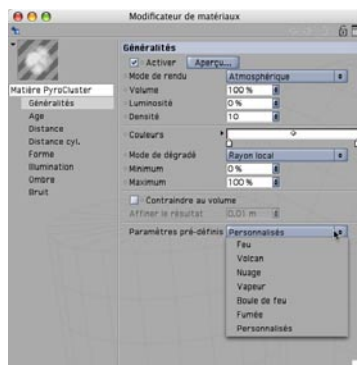 Modificateur de matériaux
Matière PyroCluster
Généralités
Age
Distance
Distance cyl.
Forme
Illumination
Ombre
Bruit
Généralités
Activer Aperçu...
Mode de rendu Atmosphérique
Volume 100 %
Luminosité 0 %
Densité 10
Couleurs
Mode de dégradé Rayon local
Minimum 0 %
Maximum 100 %
Contraindre au volume
Affiner le résultat 0.01 m
Paramètres pré-définis Personnalisés
Feu
Volcan
Nuage
Vapeur
Boule de feu
Fumée
Personnalisés